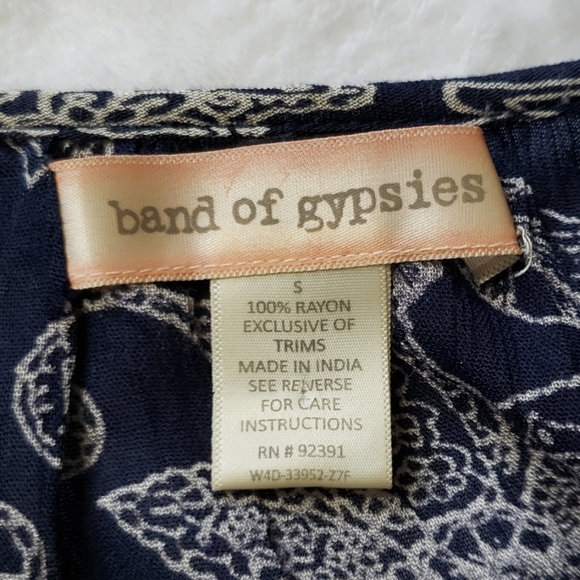 band of gypsies
S
100% RAYON
EXCLUSIVE OF
TRIMS
MADE IN INDIA
SEE REVERSE
FOR CARE
INSTRUCTIONS
RN # 92391
W4D-33952-Z7F